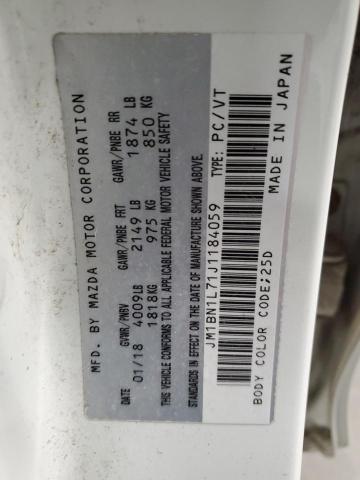 MFD. BY MAZDA MOTOR CORPORATION
DATE GVWR/PNBV GAWR/PNBE FRT GAWR/PNBE RR
01/18 4009LB 2149 LB 1874 LB
1818KG 975 KG 850 KG
THIS VEHICLE CONFORMS TO ALL APPLICABLE FEDERAL MOTOR VEHICLE SAFETY
STANDARDS IN EFFECT ON THE DATE OF MANUFACTURE SHOWN ABOVE.
JM1BN1L71J1184059 TYPE: PC/VT
BODY COLOR CODE;25D MADE IN JAPAN